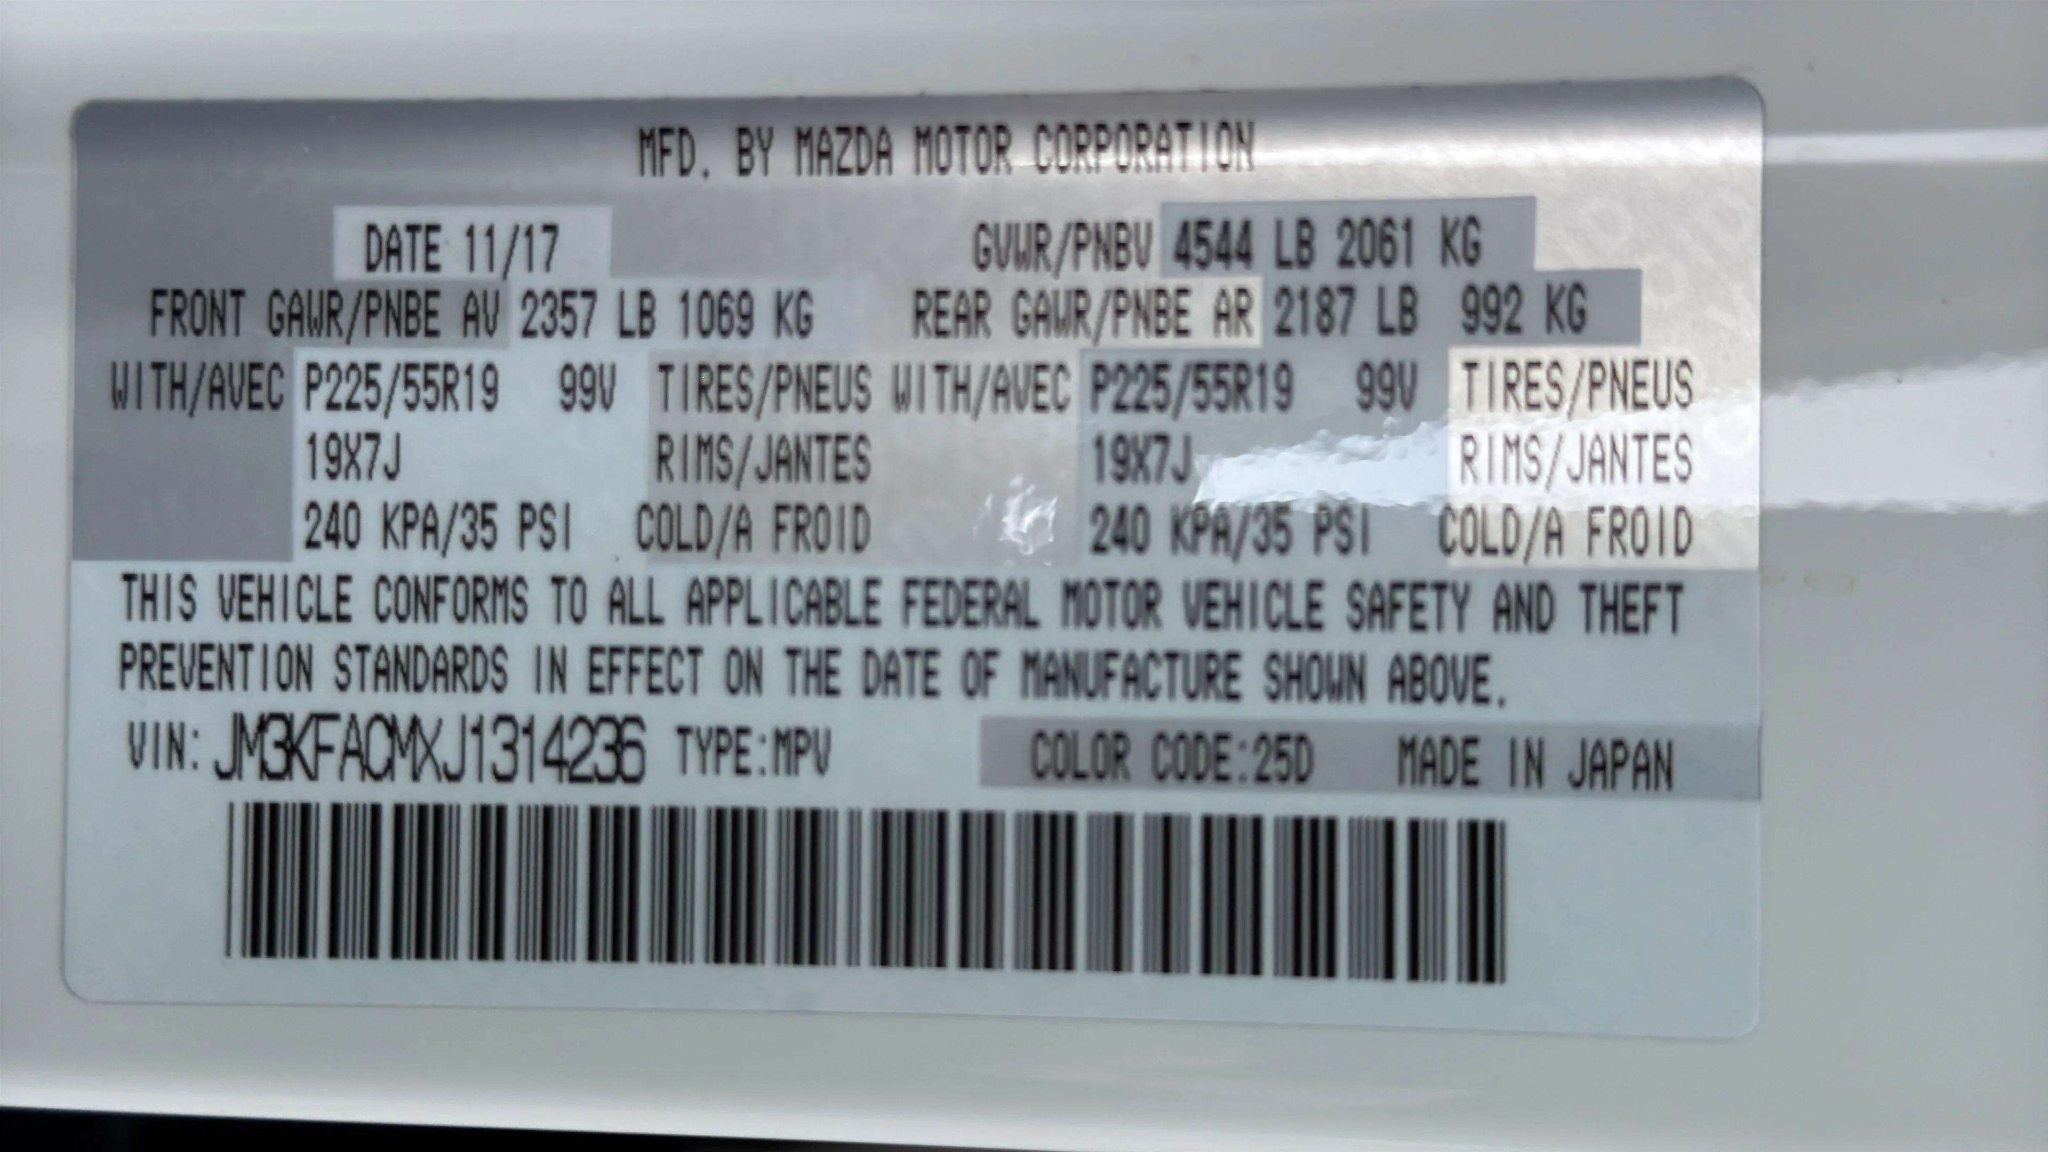 MFD. BY MAZDA MOTOR CORPORATION
DATE 11/17 GVWR/PNBV 4544 LB 2061 KG
FRONT GAWR/PNBE AV 2357 LB 1069 KG REAR GAWR/PNBE AR 2187 LB 992 KG
WITH/AVEC P225/55R19 99V TIRES/PNEUS WITH/AVEC P225/55R19 99V TIRES/PNEUS
19X7J RIMS/JANTES 19X7J RIMS/JANTES
240 KPA/35 PSI COLD/A FROID 240 KPA/35 PSI COLD/A FROID
THIS VEHICLE CONFORMS TO ALL APPLICABLE FEDERAL MOTOR VEHICLE SAFETY AND THEFT
PREVENTION STANDARDS IN EFFECT ON THE DATE OF MANUFACTURE SHOWN ABOVE.
VIN: JM3KFACMXJ1314236 TYPE:MPV COLOR CODE:25D MADE IN JAPAN